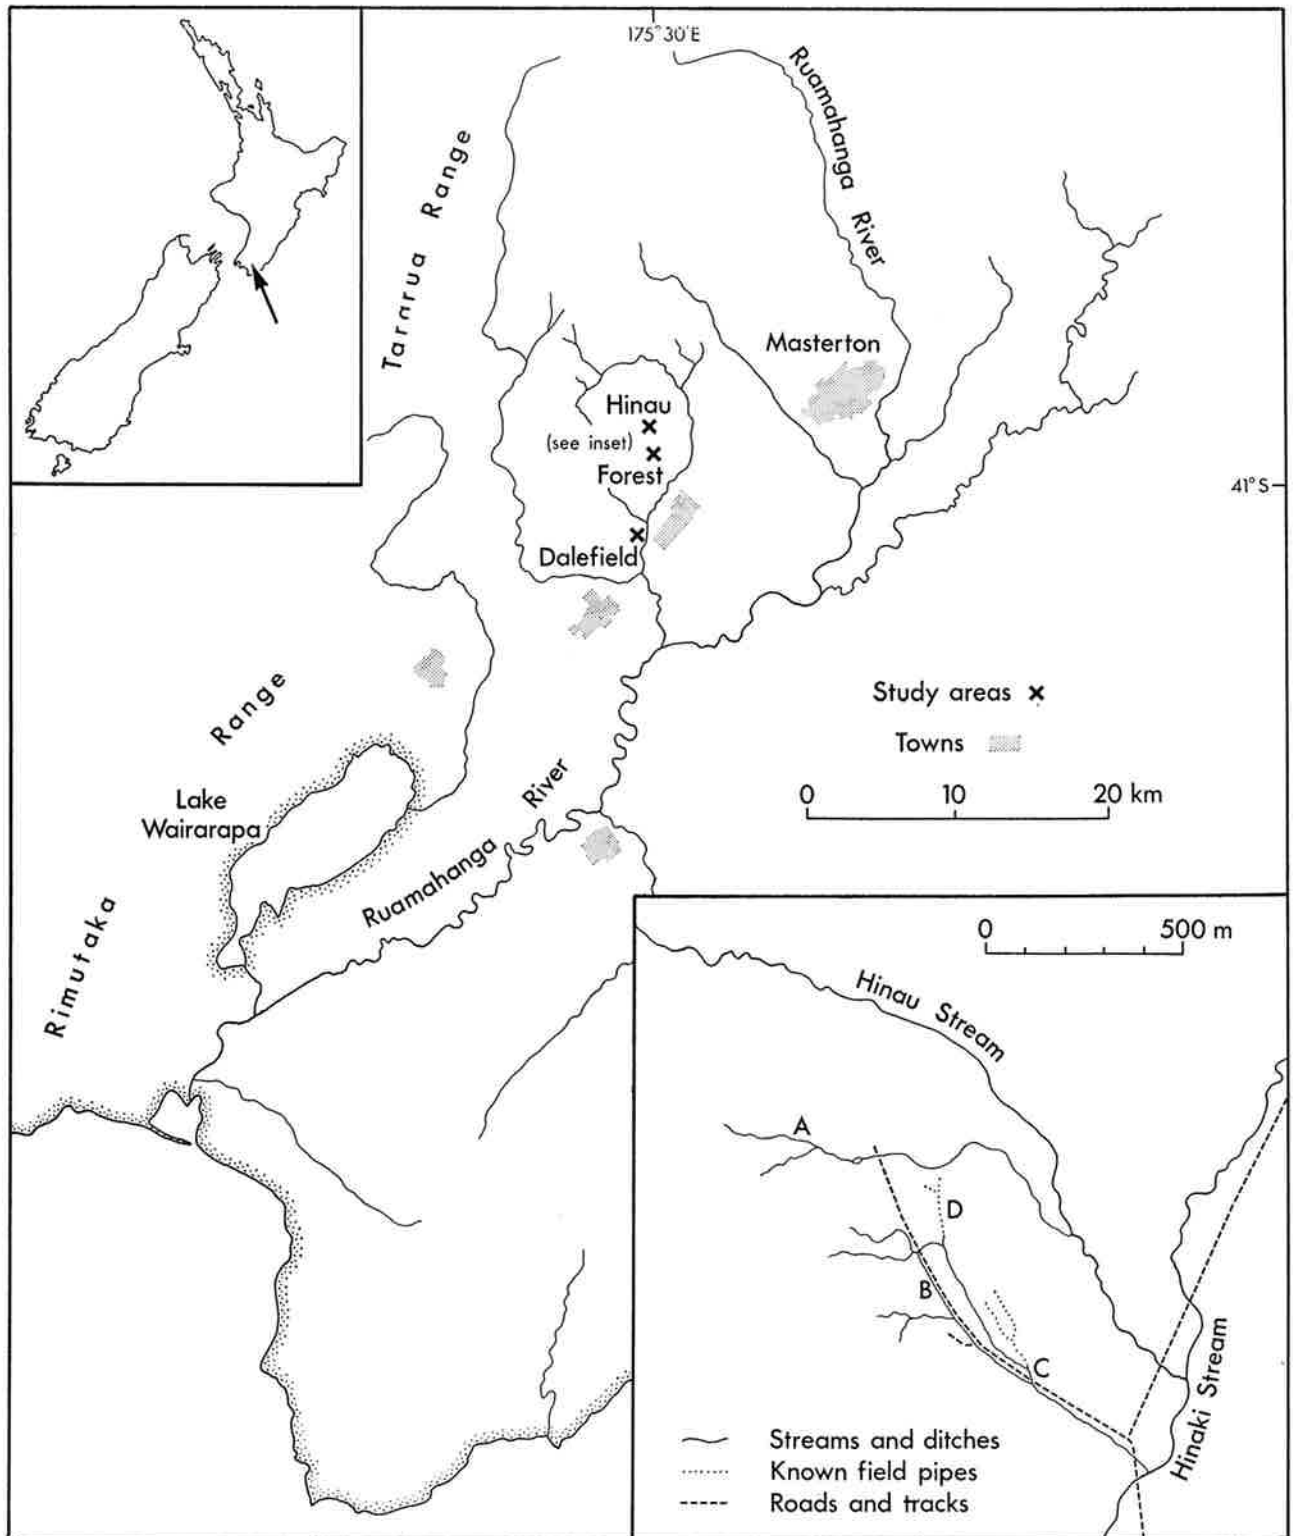 175°30'E
Ruamahanga River
Tararua Range
Masterton
Hinau
(see inset)
Forest
41°S
Dalefield
Range
Study areas
Towns
0 10 20 km
Lake
Wairarapa
Ruamahanga River
Rimutaka
0 500 m
Hinau Stream
A
D
B
C
Hinaki Stream
Streams and ditches
Known field pipes
Roads and tracks